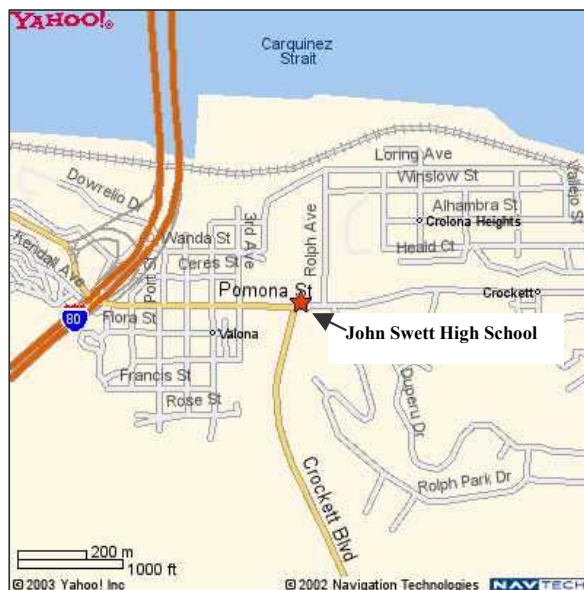 YAHOO!®
Carquinez
Strait
Loring Ave
Winslow St
Vallejo St
Dowrelio Dr
Alhambra St
Crolona Heights
3rd Ave
Rolph Ave
Wanda St
Heald Ct
Kendall Ave
Ceres St
Port St
Pomona St
Crockett
80
Flora St
Valona
John Swett High School
Francis St
Duperu Dr
Rose St
Rolph Park Dr
Crockett Blvd
200 m
1000 ft
© 2003 Yahoo! Inc
© 2002 Navigation Technologies
NAVTECH